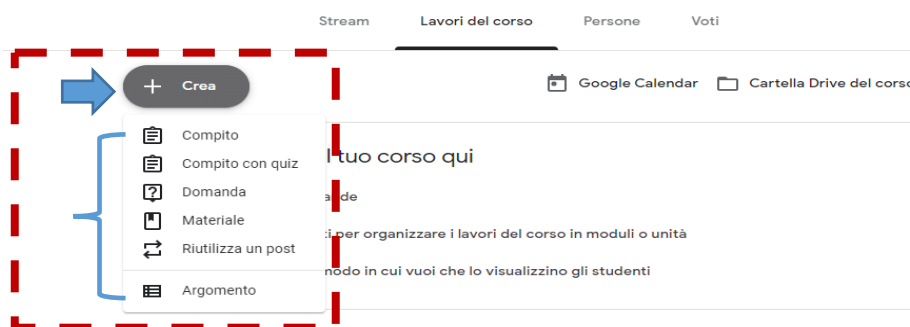 Stream Lavori del corso Persone Voti
Crea Google Calendar Cartella Drive del corso
Compito
l tuo corso qui
Compito con quiz
Domanda
de
Materiale
ti per organizzare i lavori del corso in moduli o unità
Riutilizza un post
modo in cui vuoi che lo visualizzino gli studenti
Argomento